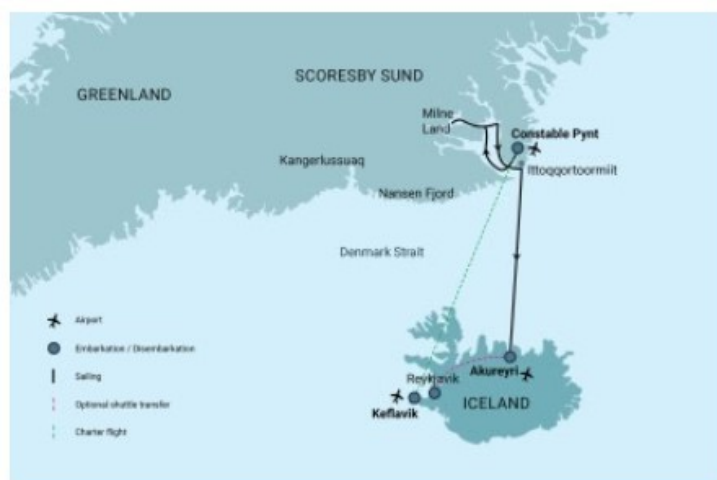 SCORESBY SUND
GREENLAND
Milne
Land
Constable Pynt
Kangerlussuaq
Ittoqqortoormiit
Nansen Fjord
Denmark Strait
Airport
Embarkation / Disembarkation
Sailing
Optional shuttle transfer
Charter flight
Akureyri
Reykjavik
Keflavik
ICELAND